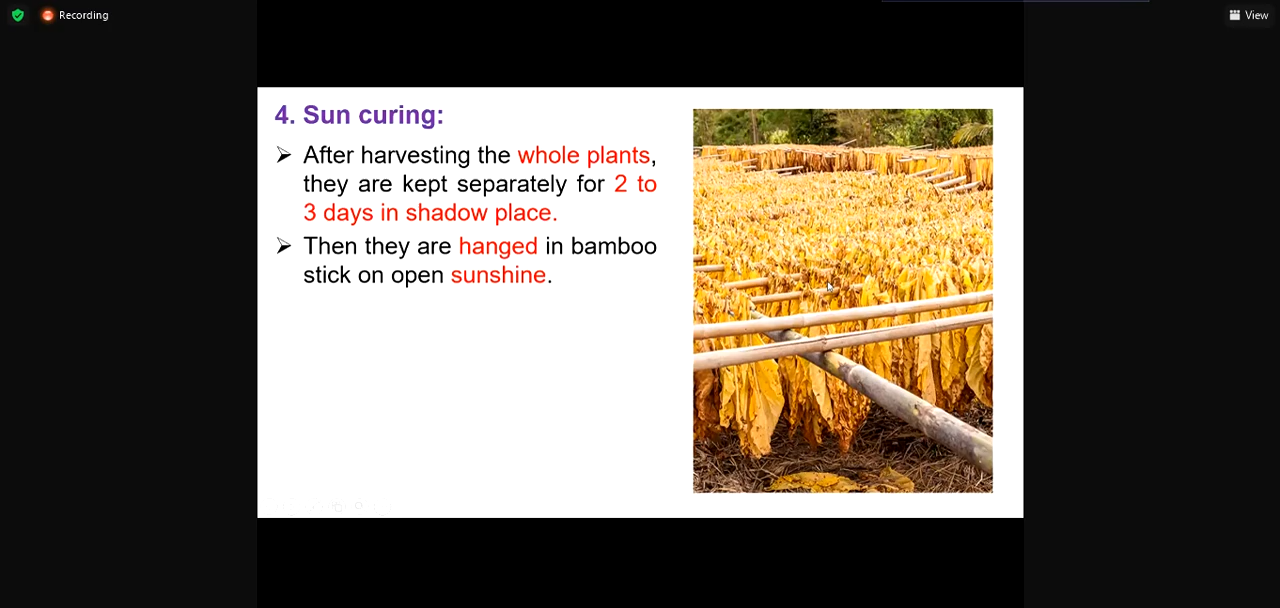 Recording
View
4. Sun curing:
➢ After harvesting the whole plants,
they are kept separately for 2 to
3 days in shadow place.
➢ Then they are hanged in bamboo
stick on open sunshine.